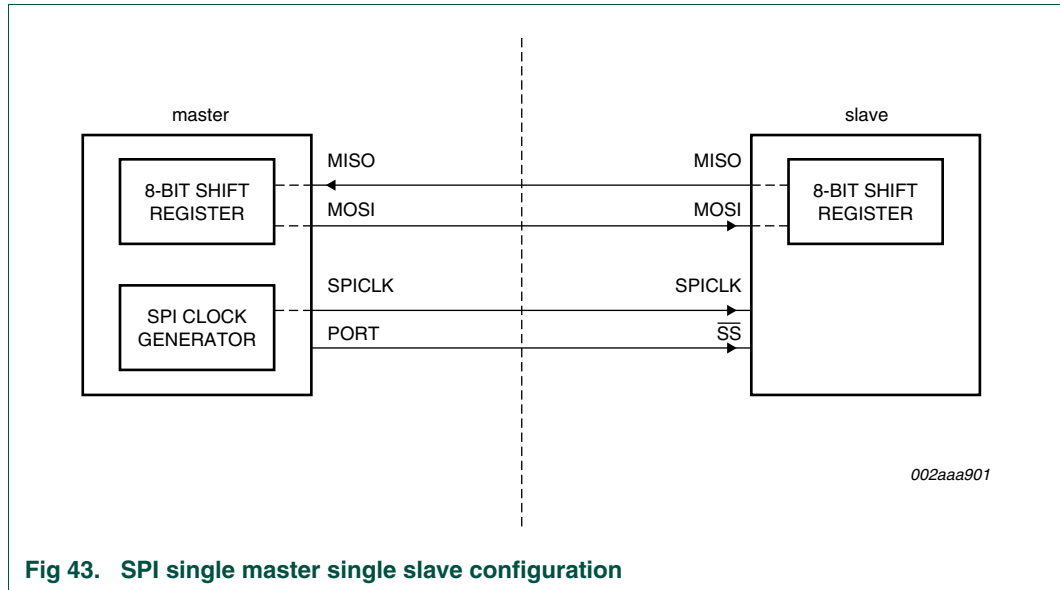 master
slave
8-BIT SHIFT
REGISTER
MISO
MISO
MOSI
MOSI
8-BIT SHIFT
REGISTER
SPI CLOCK
GENERATOR
SPICLK
SPICLK
PORT
S̅S̅
002aaa901
Fig 43. SPI single master single slave configuration